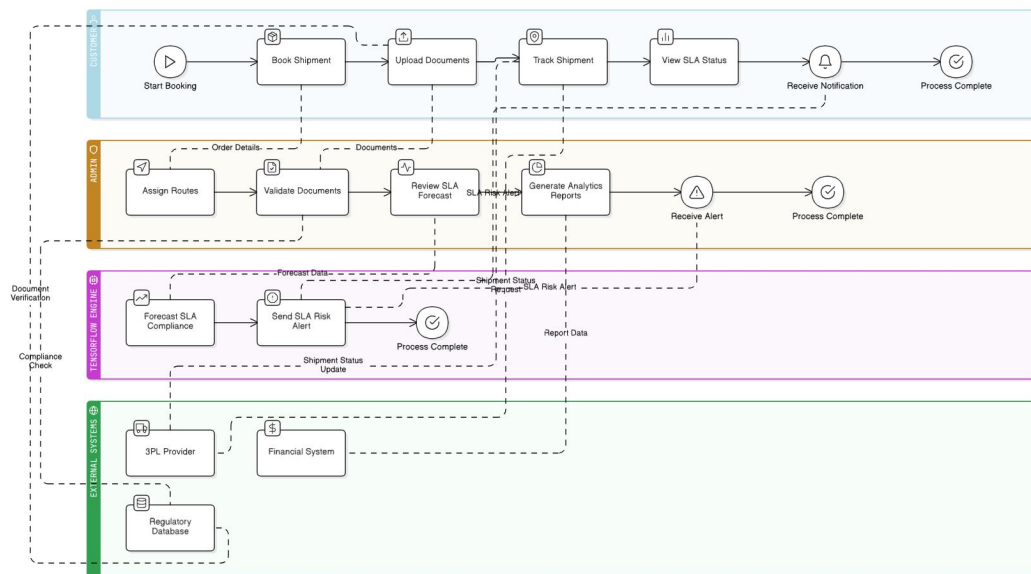 CUSTOMER
Start Booking
Book Shipment
Upload Documents
Track Shipment
View SLA Status
Receive Notification
Process Complete
ADMIN
Order Details
Documents
Assign Routes
Validate Documents
Review SLA
Forecast
SLA Risk Alert
Generate Analytics
Reports
Receive Alert
Process Complete
TENSORFLOW ENGINE
Forecast Data
Shipment Status
Request
SLA Risk Alert
Forecast SLA
Compliance
Send SLA Risk
Alert
Process Complete
Document
Verification
Report Data
Compliance
Check
Shipment Status
Update
EXTERNAL SYSTEMS
3PL Provider
Financial System
Regulatory
Database